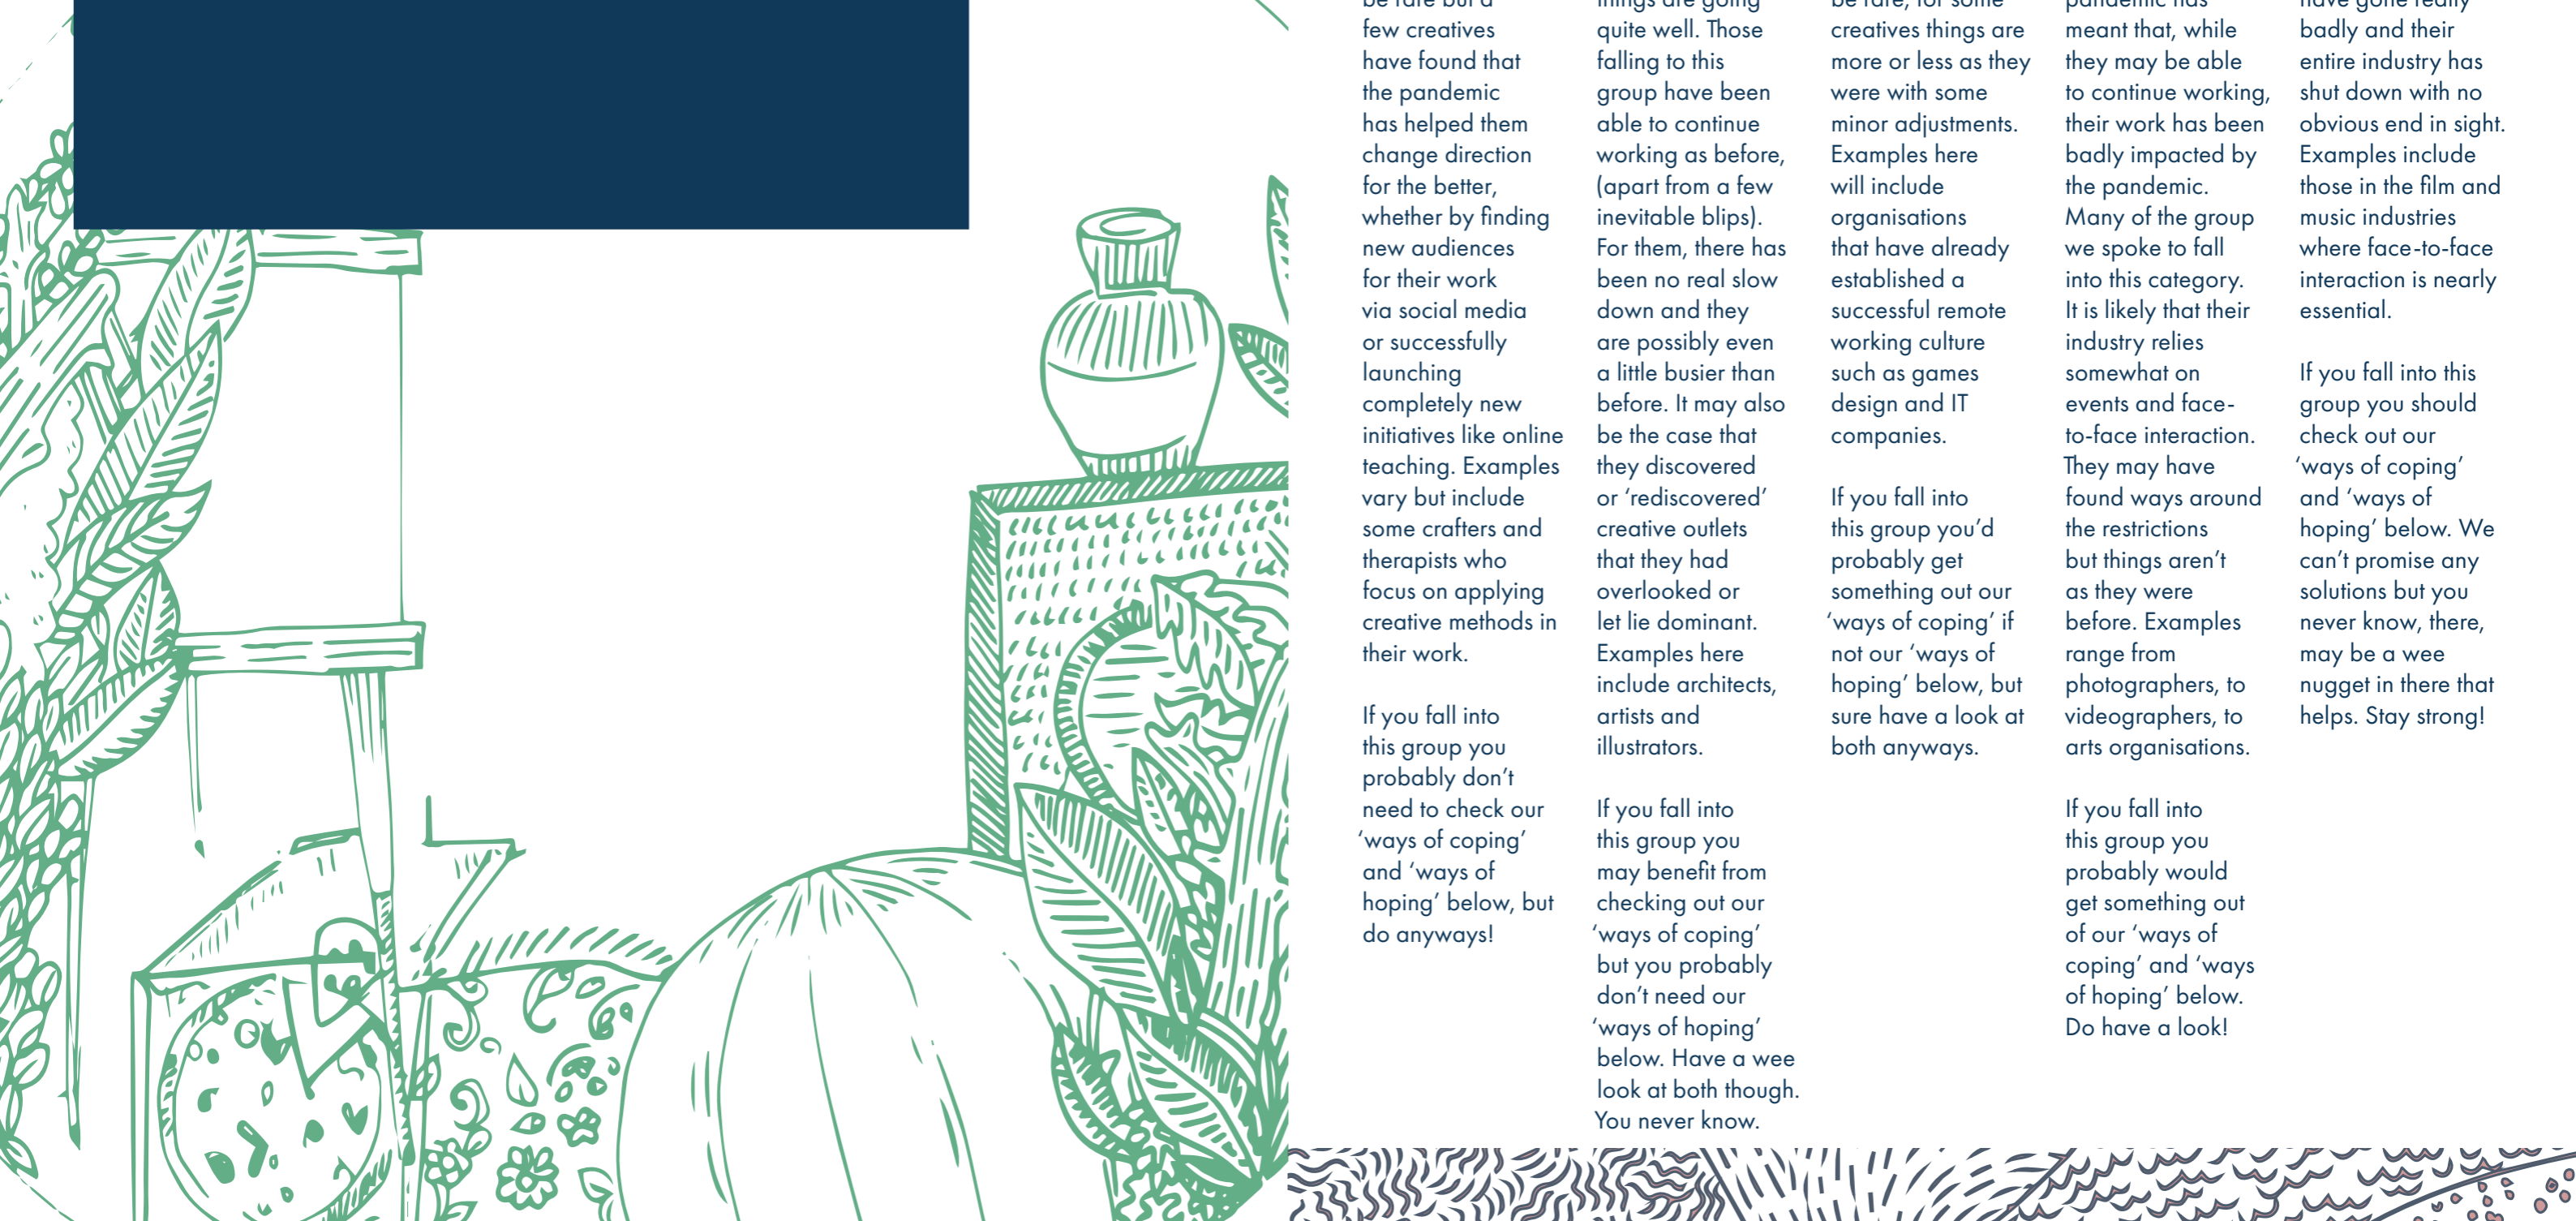 be rare but a
few creatives
have found that
the pandemic
has helped them
change direction
for the better,
whether by finding
new audiences
for their work
via social media
or successfully
launching
completely new
initiatives like online
teaching. Examples
vary but include
some crafters and
therapists who
focus on applying
creative methods in
their work.
If you fall into
this group you
probably don’t
need to check our
‘ways of coping’
and ‘ways of
hoping’ below, but
do anyways!
things are going
quite well. Those
falling to this
group have been
able to continue
working as before,
(apart from a few
inevitable blips).
For them, there has
been no real slow
down and they
are possibly even
a little busier than
before. It may also
be the case that
they discovered
or ‘rediscovered’
creative outlets
that they had
overlooked or
let lie dominant.
Examples here
include architects,
artists and
illustrators.
If you fall into
this group you
may benefit from
checking out our
‘ways of coping’
but you probably
don’t need our
‘ways of hoping’
below. Have a wee
look at both though.
You never know.
be rare, for some
creatives things are
more or less as they
were with some
minor adjustments.
Examples here
will include
organisations
that have already
established a
successful remote
working culture
such as games
design and IT
companies.
If you fall into
this group you’d
probably get
something out our
‘ways of coping’ if
not our ‘ways of
hoping’ below, but
sure have a look at
both anyways.
pandemic has
meant that, while
they may be able
to continue working,
their work has been
badly impacted by
the pandemic.
Many of the group
we spoke to fall
into this category.
It is likely that their
industry relies
somewhat on
events and face-
to-face interaction.
They may have
found ways around
the restrictions
but things aren’t
as they were
before. Examples
range from
photographers, to
videographers, to
arts organisations.
If you fall into
this group you
probably would
get something out
of our ‘ways of
coping’ and ‘ways
of hoping’ below.
Do have a look!
have gone really
badly and their
entire industry has
shut down with no
obvious end in sight.
Examples include
those in the film and
music industries
where face-to-face
interaction is nearly
essential.
If you fall into this
group you should
check out our
‘ways of coping’
and ‘ways of
hoping’ below. We
can’t promise any
solutions but you
never know, there,
may be a wee
nugget in there that
helps. Stay strong!